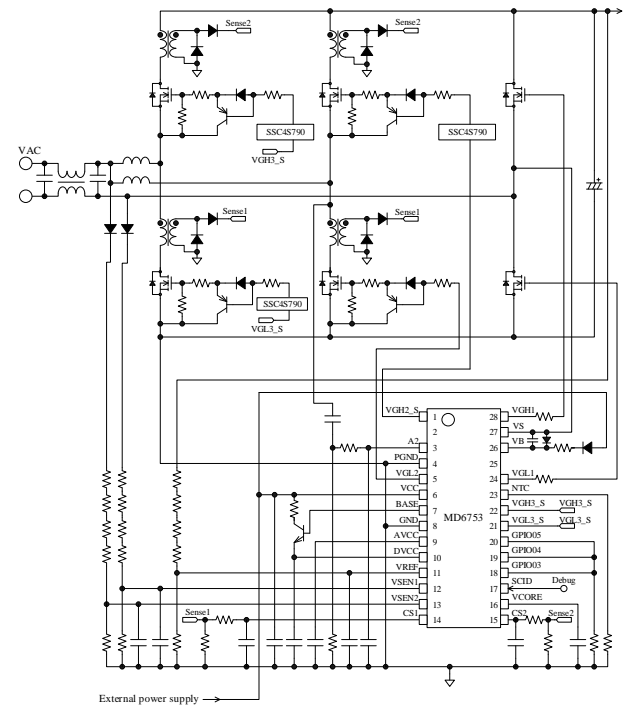 Sense2
Sense2
SSC4S790
SSC4S790
VGH3_S
VAC
Sense1
Sense1
SSC4S790
VGL3_S
VGH2_S
1
28
VGH1
2
27
VS
A2
3
26
VB
PGND
4
25
VGL2
5
24
VGL1
VCC
6
23
NTC
BASE
7
22
VGH3_S
VGH3_S
GND
8
MD6753
21
VGL3_S
VGL3_S
AVCC
9
20
GPIO05
DVCC
10
19
GPIO04
VREF
11
18
GPIO03
VSEN1
12
17
SCID
Debug
VSEN2
13
16
VCORE
Sense1
CS1
14
15
CS2
Sense2
External power supply
+